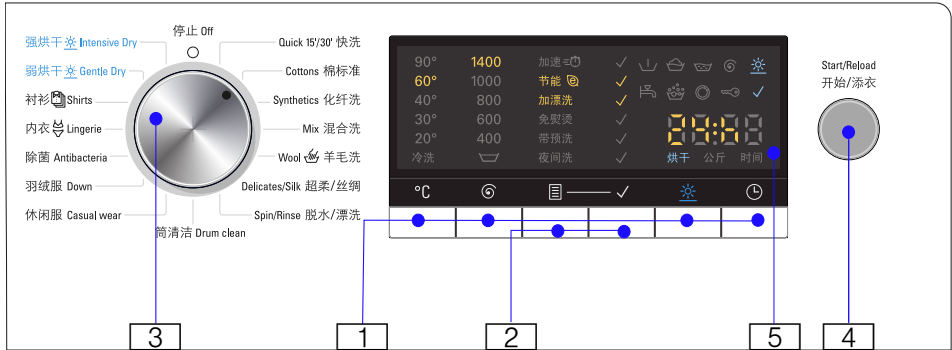 停止 Off
强烘干 Intensive Dry
弱烘干 Gentle Dry
衬衫 Shirts
内衣 Lingerie
除菌 Antibacteria
羽绒服 Down
休闲服 Casual wear
筒清洁 Drum clean
Quick 15'/30' 快洗
Cottons 棉标准
Synthetics 化纤洗
Mix 混合洗
Wool 羊毛洗
Delicates/Silk 超柔/丝绸
Spin/Rinse 脱水/漂洗
90° 1400 加速
60° 1000 节能
40° 800 加漂洗
30° 600 免熨烫
20° 400 带预洗
冷洗 夜间洗
24:h
烘干 公斤 时间
°C
Start/Reload
开始/添衣
3 1 2 5 4